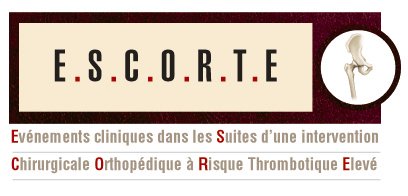 E.S.C.O.R.T.E
Evénements cliniques dans les Suites d'une intervention
Chirurgicale Orthopédique à Risque Thrombotique Elevé